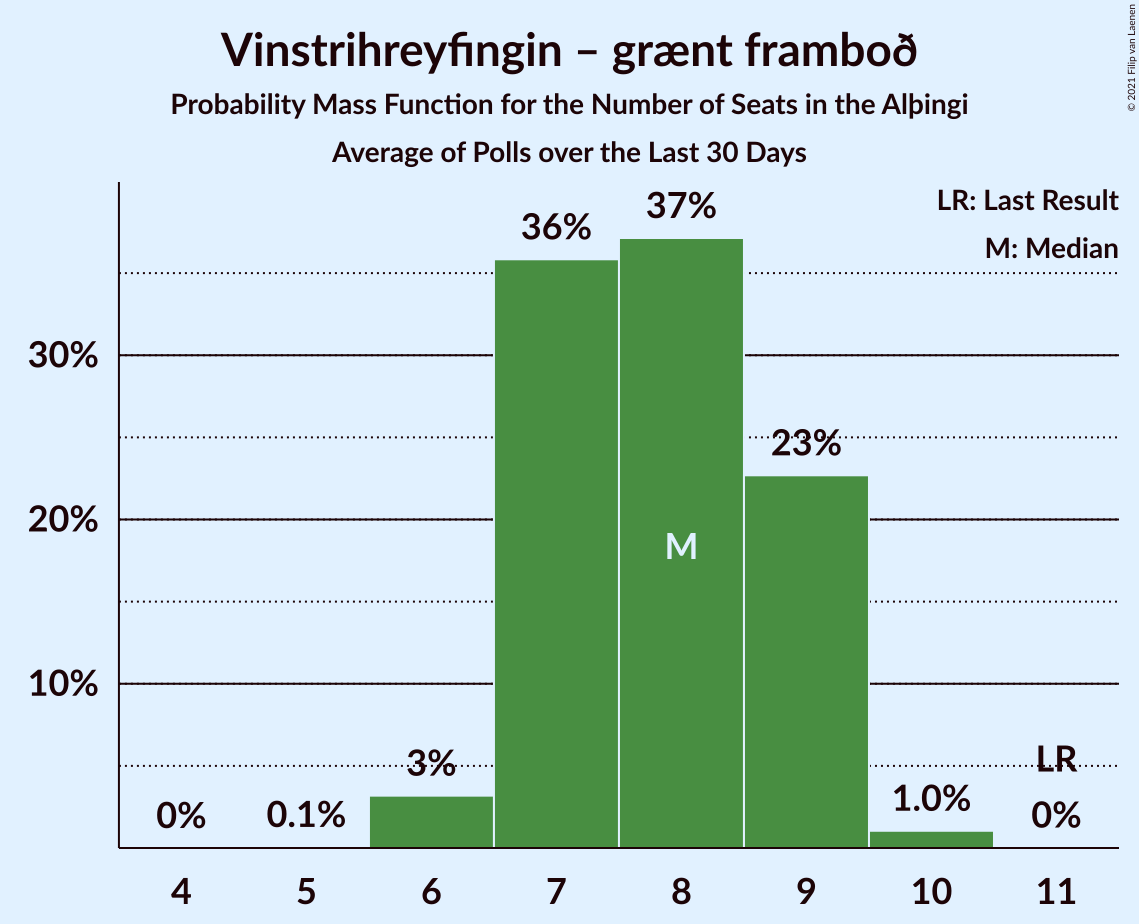 Vinstrihreyfingin – grænt framboð
Probability Mass Function for the Number of Seats in the Alþingi
Average of Polls over the Last 30 Days
© 2021 Filip van Laenen
LR: Last Result
M: Median
37%
36%
30%
23%
20%
M
10%
3%
LR
0%
0.1%
1.0%
0%
4 5 6 7 8 9 10 11